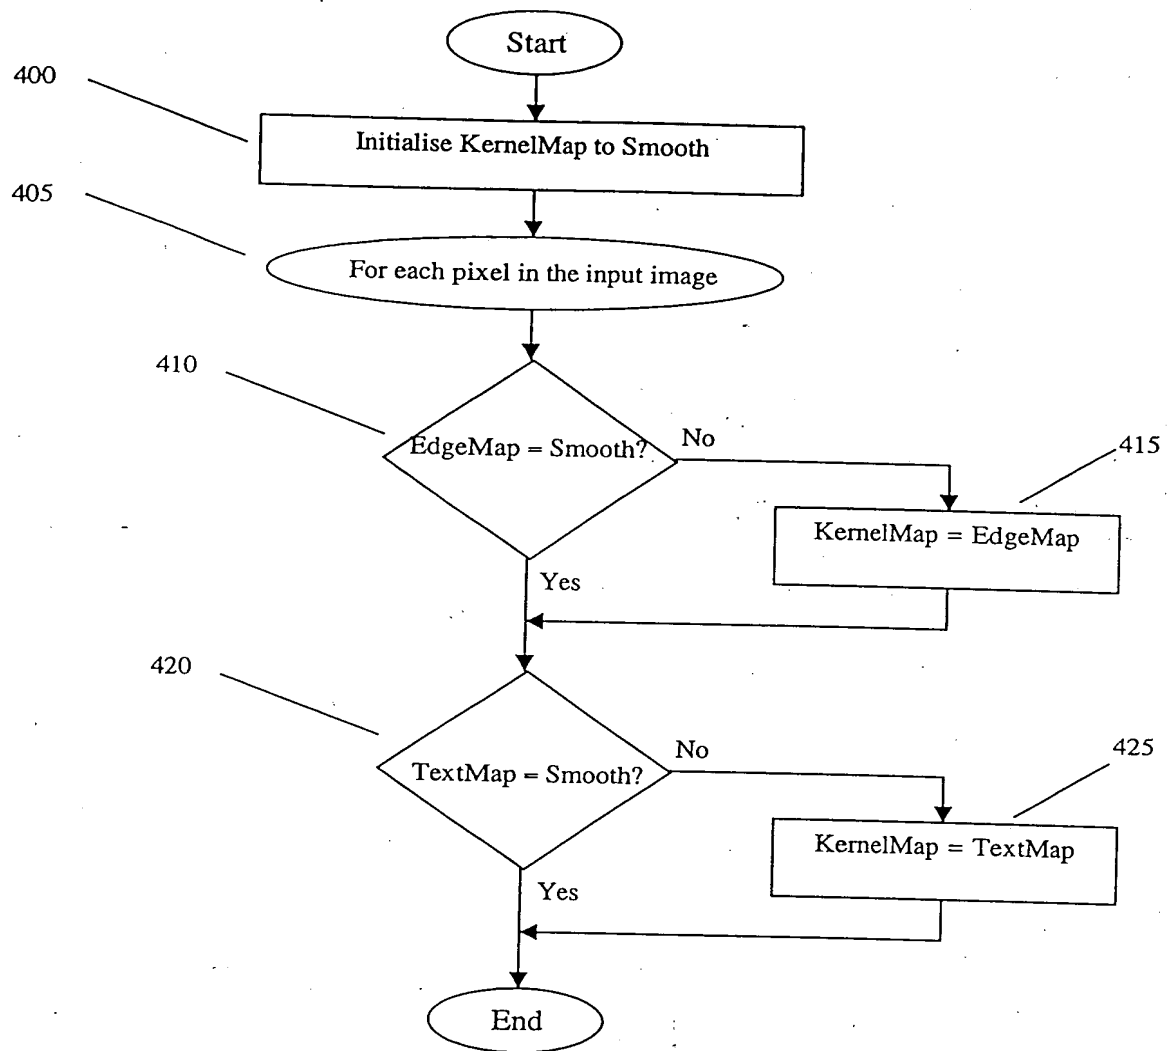 Start
400
Initialise KernelMap to Smooth
405
For each pixel in the input image
410
EdgeMap = Smooth?
No
415
KernelMap = EdgeMap
Yes
420
TextMap = Smooth?
No
425
KernelMap = TextMap
Yes
End